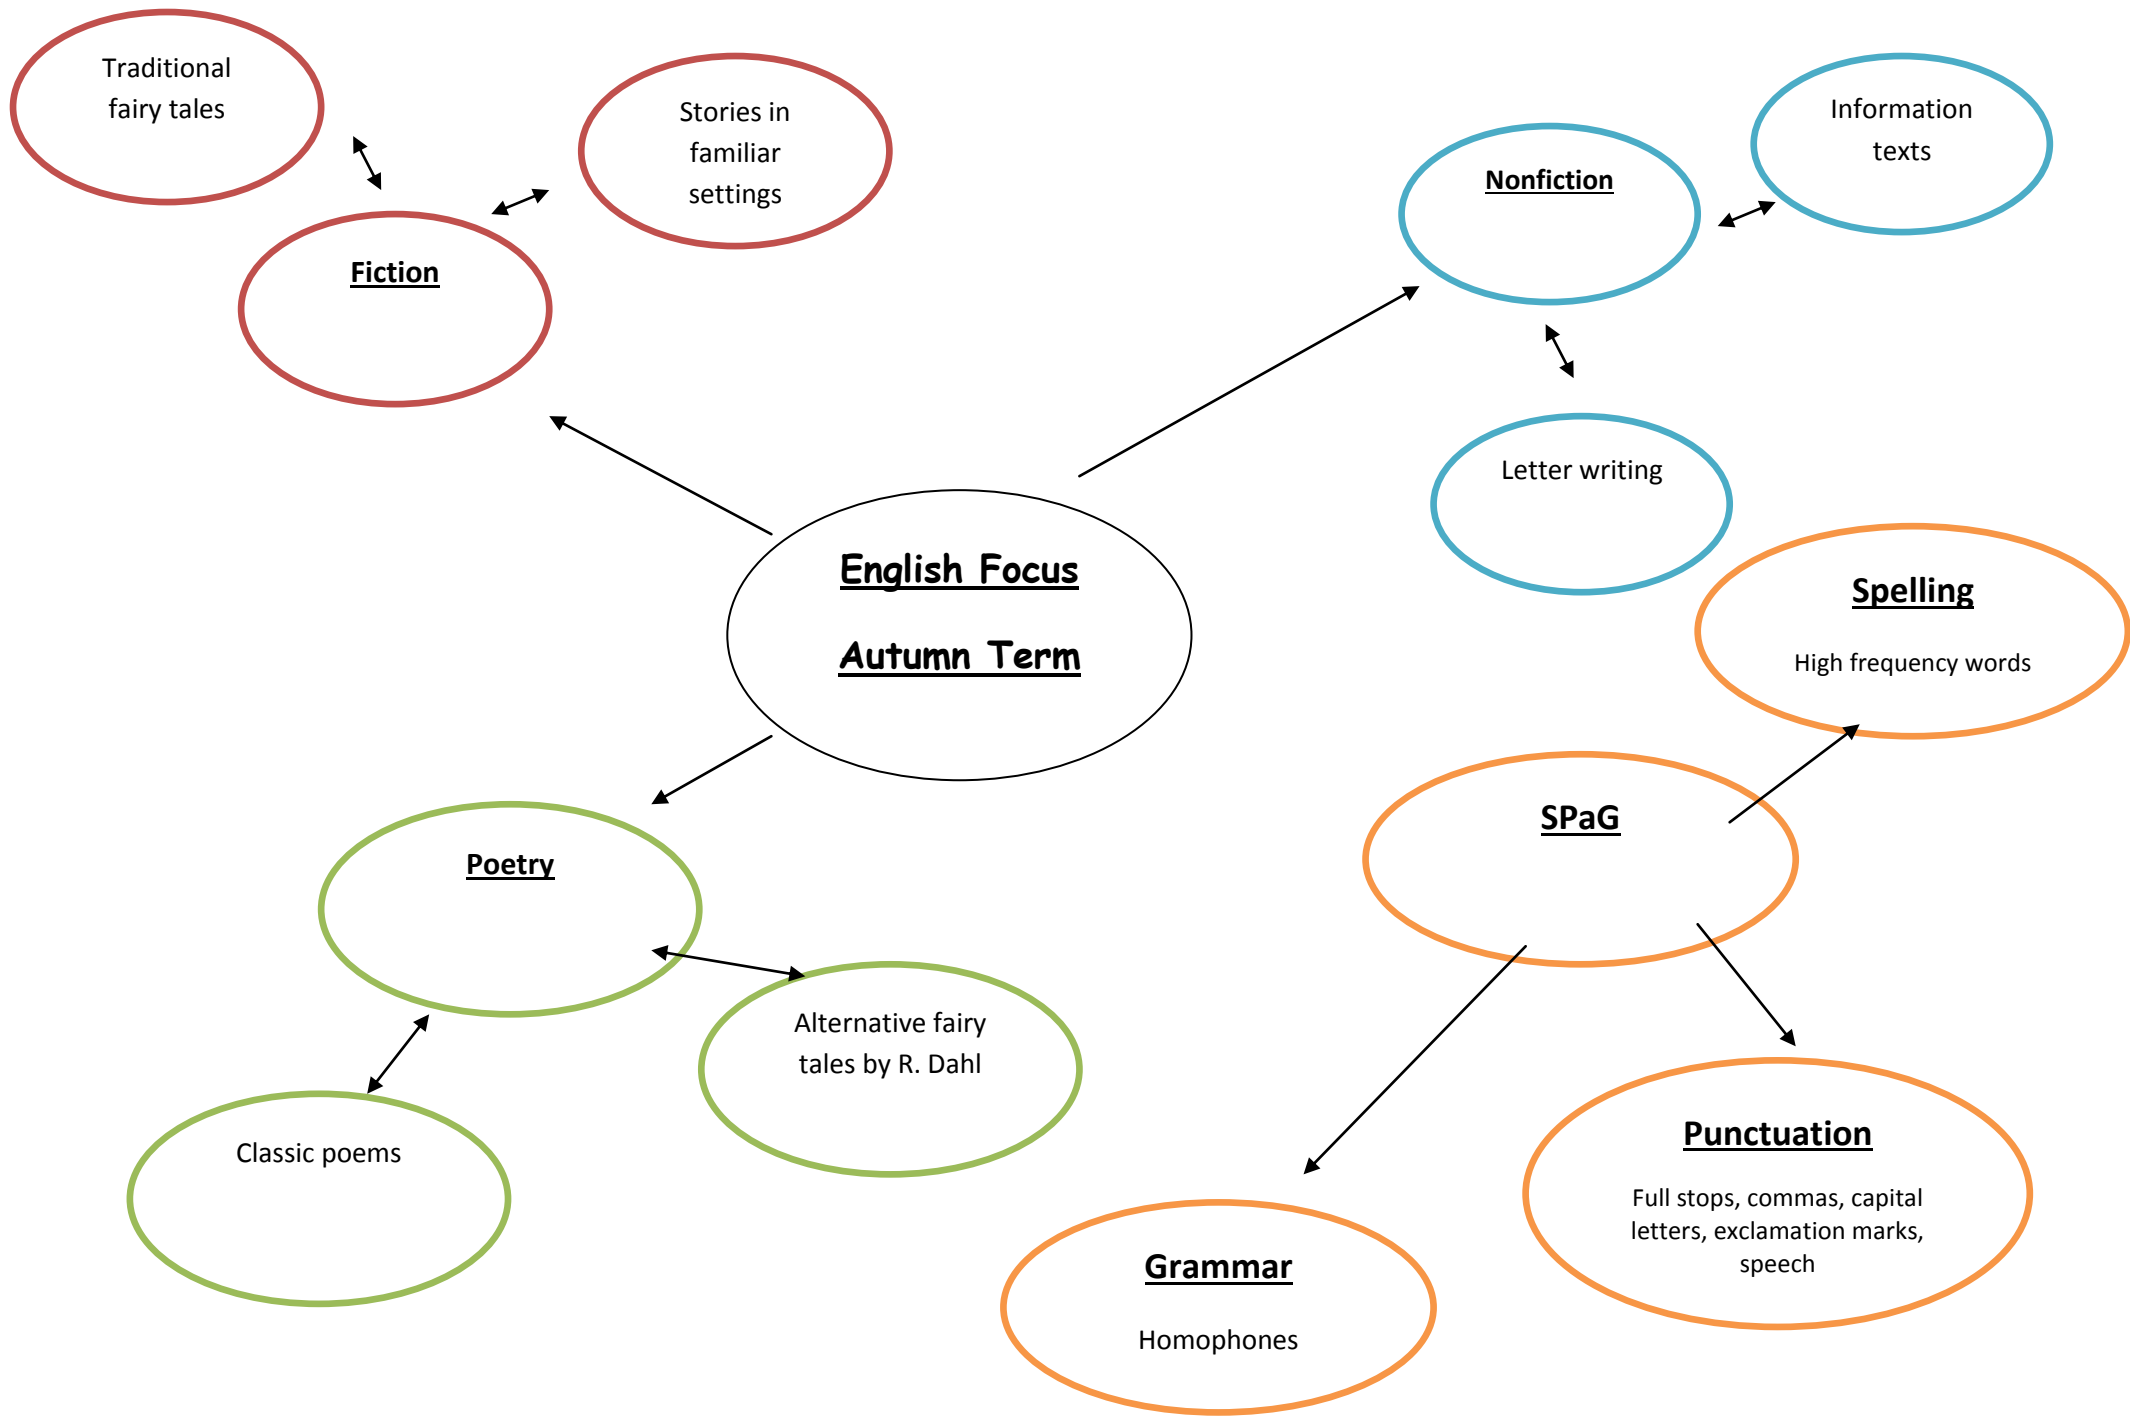 Traditional
fairy tales
Stories in
familiar
settings
Fiction
Nonfiction
Information
texts
Letter writing
English Focus
Autumn Term
Spelling
High frequency words
SPaG
Poetry
Alternative fairy
tales by R. Dahl
Classic poems
Punctuation
Full stops, commas, capital
letters, exclamation marks,
speech
Grammar
Homophones